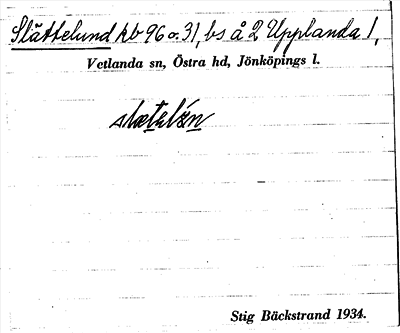 Slättelund kb 96 o. 31, bs å 2 Upplanda 1,
Vetlanda sn, Östra hd, Jönköpings l.
Stig Bäckstrand 1934.